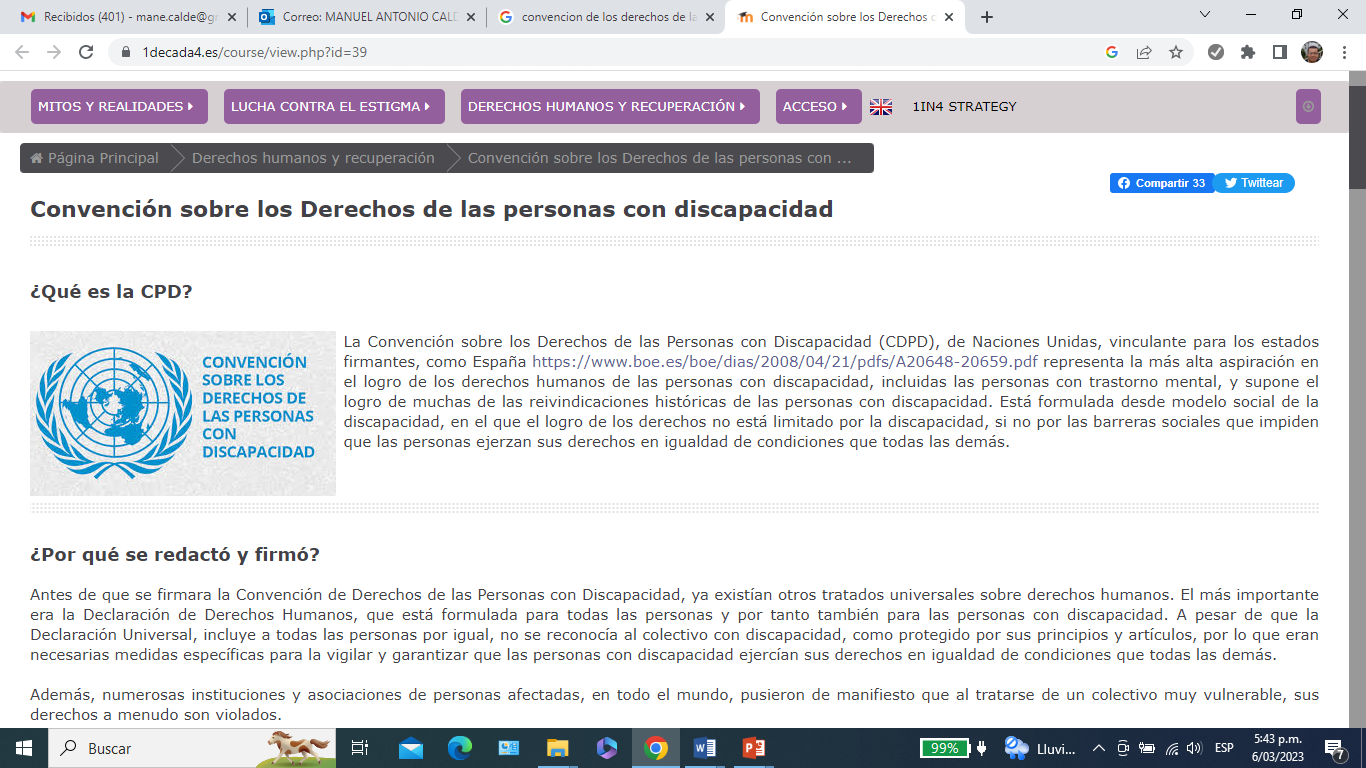 Recibidos (401) - mane.calde@gm
Correo: MANUEL ANTONIO CALD
convencion de los derechos de la
Convención sobre los Derechos d
1decada4.es/course/view.php?id=39
MITOS Y REALIDADES
LUCHA CONTRA EL ESTIGMA
DERECHOS HUMANOS Y RECUPERACIÓN
ACCESO
1IN4 STRATEGY
Página Principal
Derechos humanos y recuperación
Convención sobre los Derechos de las personas con ...
Compartir 33
Twittear
Convención sobre los Derechos de las personas con discapacidad
¿Qué es la CPD?
CONVENCIÓN
SOBRE LOS
DERECHOS DE
LAS PERSONAS
CON
DISCAPACIDAD
La Convención sobre los Derechos de las Personas con Discapacidad (CDPD), de Naciones Unidas, vinculante para los estados
firmantes, como España https://www.boe.es/boe/dias/2008/04/21/pdfs/A20648-20659.pdf representa la más alta aspiración en
el logro de los derechos humanos de las personas con discapacidad, incluidas las personas con trastorno mental, y supone el
logro de muchas de las reivindicaciones históricas de las personas con discapacidad. Está formulada desde modelo social de la
discapacidad, en el que el logro de los derechos no está limitado por la discapacidad, si no por las barreras sociales que impiden
que las personas ejerzan sus derechos en igualdad de condiciones que todas las demás.
¿Por qué se redactó y firmó?
Antes de que se firmara la Convención de Derechos de las Personas con Discapacidad, ya existían otros tratados universales sobre derechos humanos. El más importante
era la Declaración de Derechos Humanos, que está formulada para todas las personas y por tanto también para las personas con discapacidad. A pesar de que la
Declaración Universal, incluye a todas las personas por igual, no se reconocía al colectivo con discapacidad, como protegido por sus principios y artículos, por lo que eran
necesarias medidas específicas para la vigilar y garantizar que las personas con discapacidad ejercían sus derechos en igualdad de condiciones que todas las demás.
Además, numerosas instituciones y asociaciones de personas afectadas, en todo el mundo, pusieron de manifiesto que al tratarse de un colectivo muy vulnerable, sus
derechos a menudo son violados.
Buscar
99%
Lluvi...
ESP
5:43 p.m.
6/03/2023
7